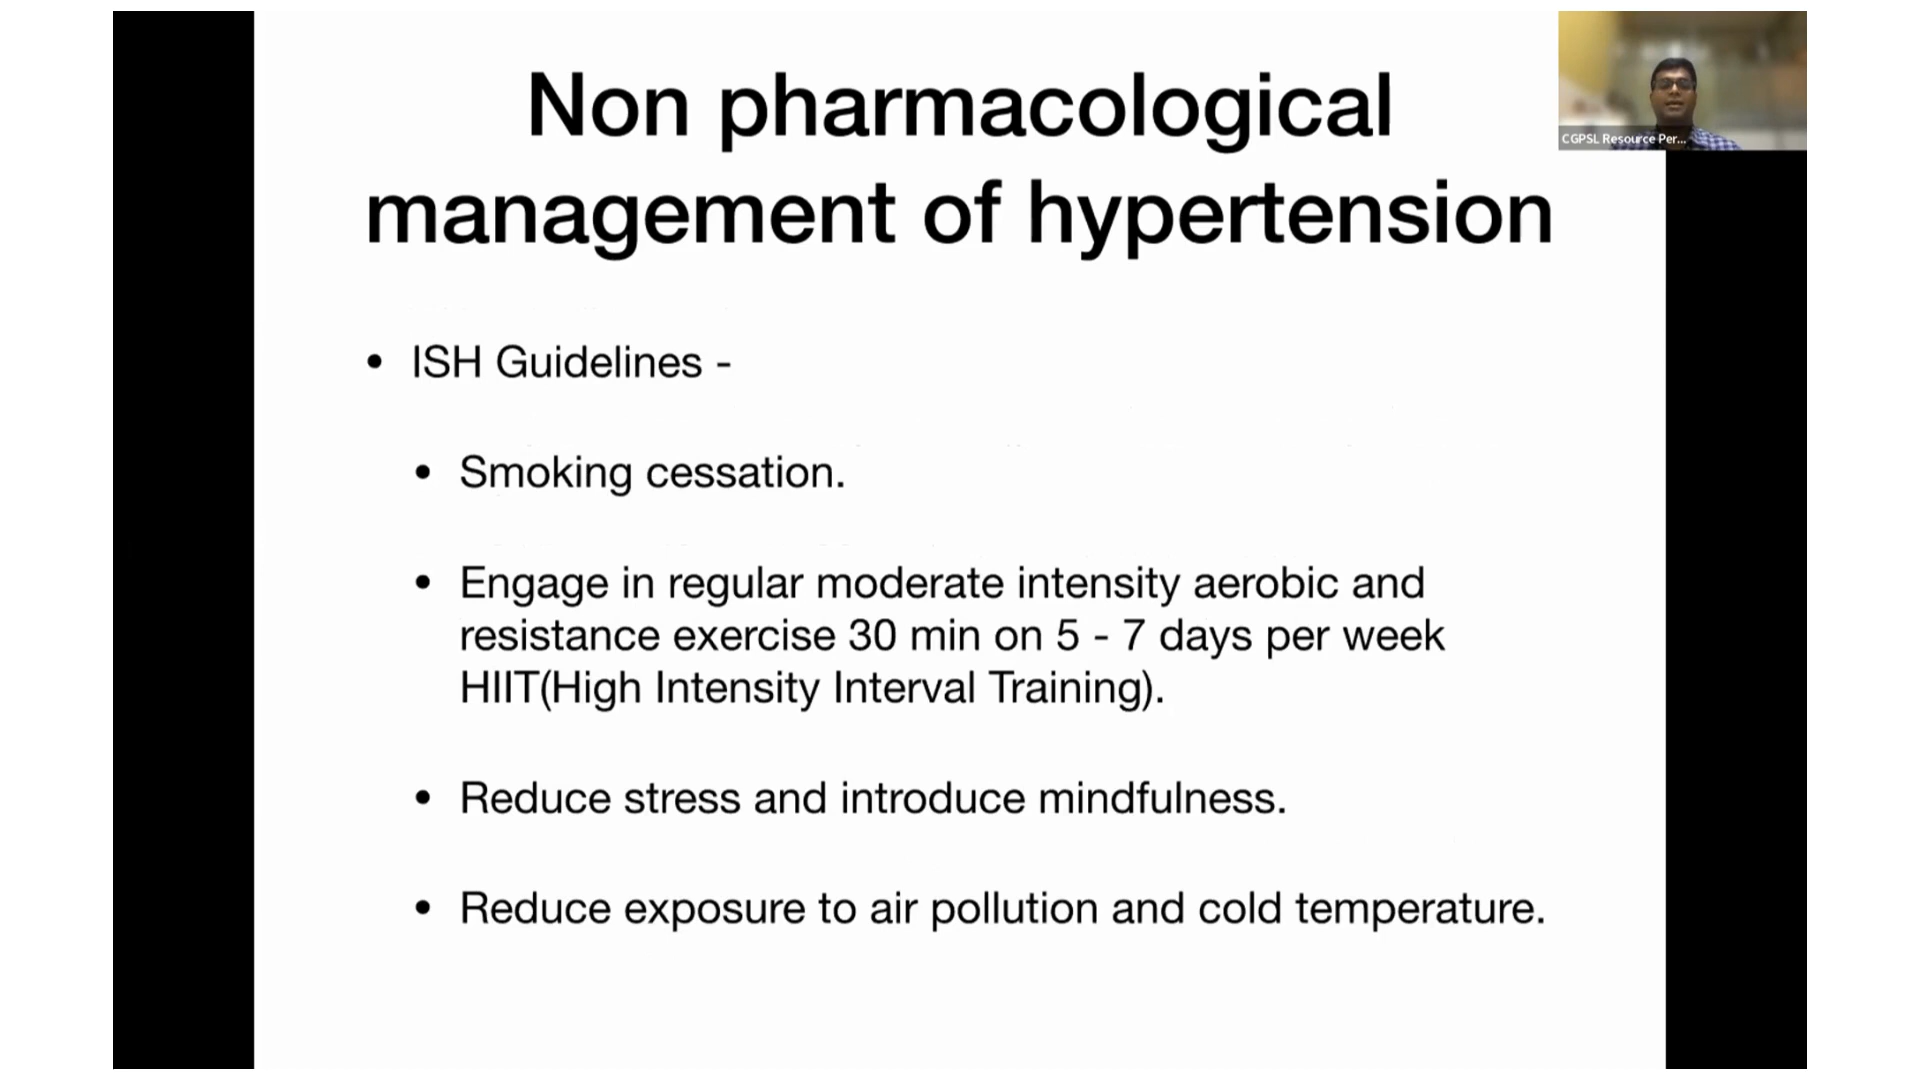 Non pharmacological
management of hypertension
CGPSL Resource Per...
• ISH Guidelines -
• Smoking cessation.
• Engage in regular moderate intensity aerobic and
resistance exercise 30 min on 5 - 7 days per week
HIIT(High Intensity Interval Training).
• Reduce stress and introduce mindfulness.
• Reduce exposure to air pollution and cold temperature.